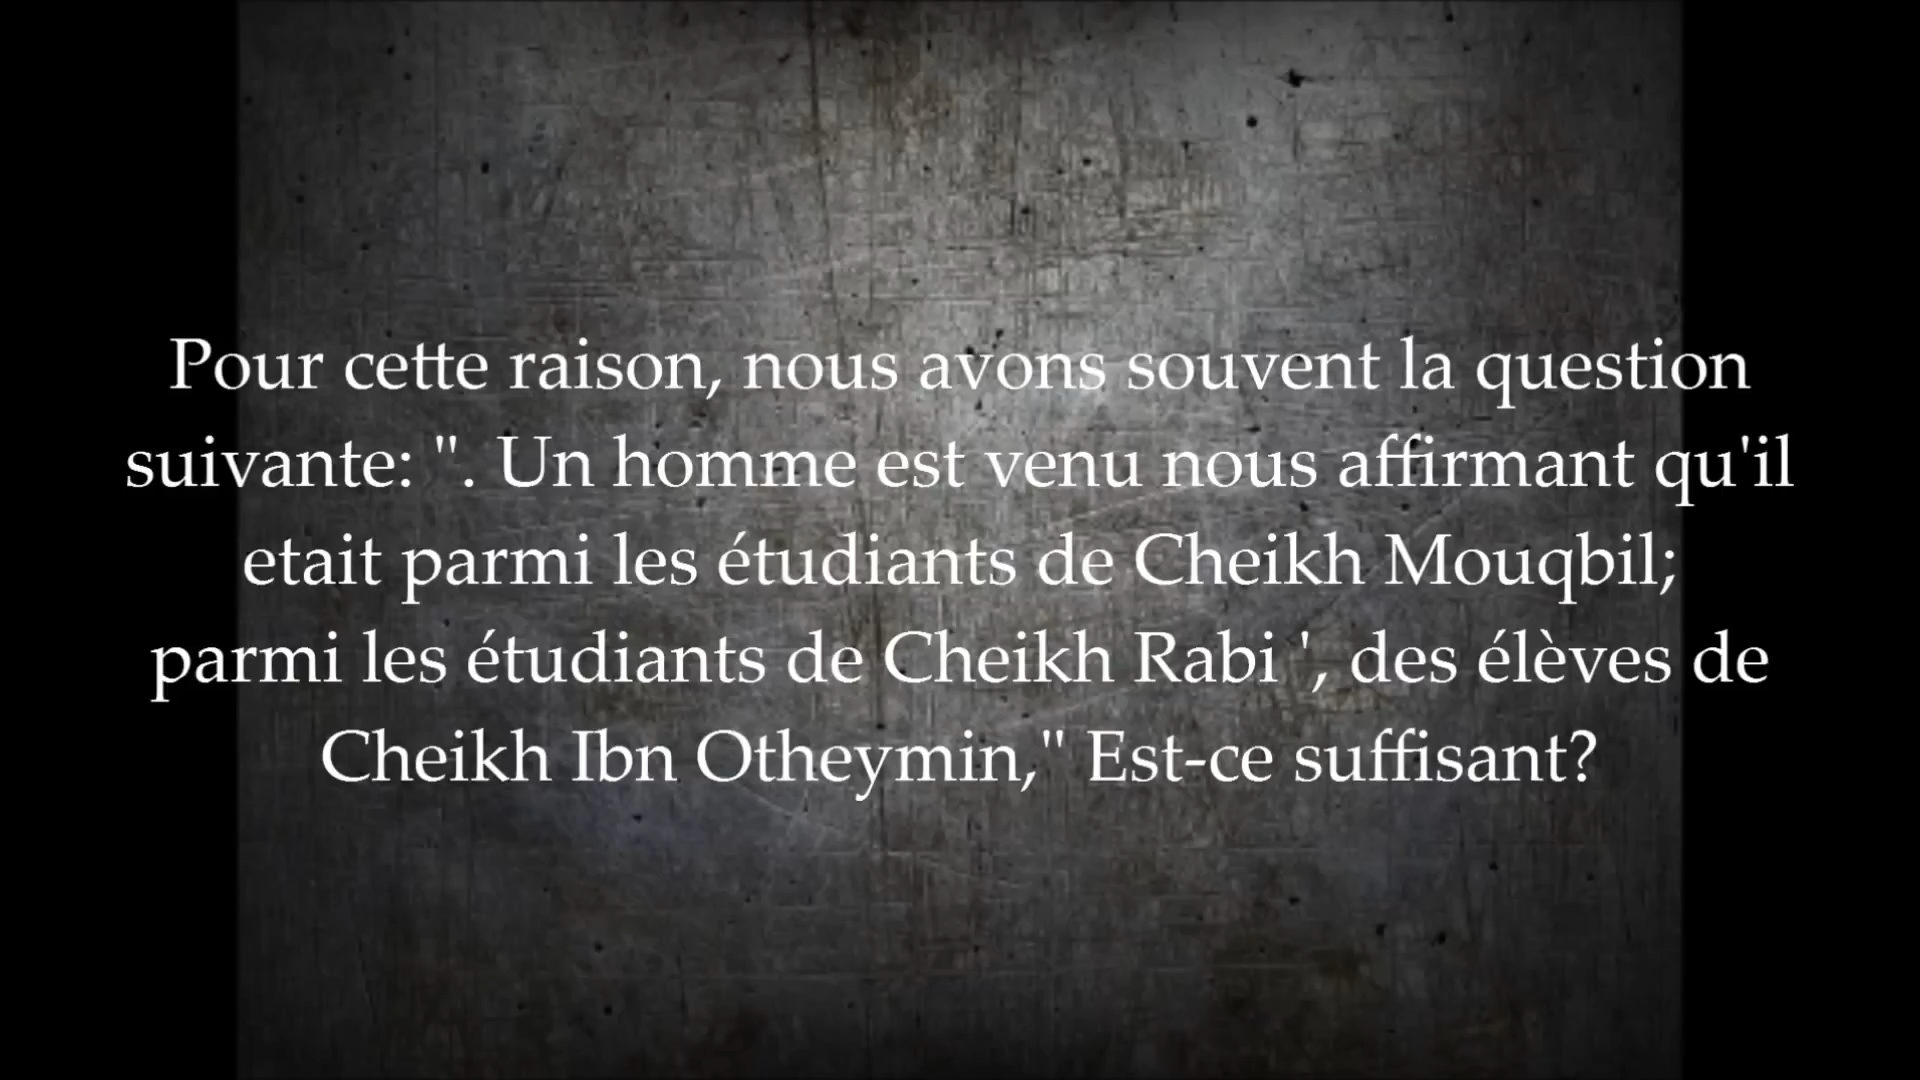 Pour cette raison, nous avons souvent la question
suivante: ". Un homme est venu nous affirmant qu'il
etait parmi les étudiants de Cheikh Mouqbil;
parmi les étudiants de Cheikh Rabi ', des élèves de
Cheikh Ibn Otheymin," Est-ce suffisant?